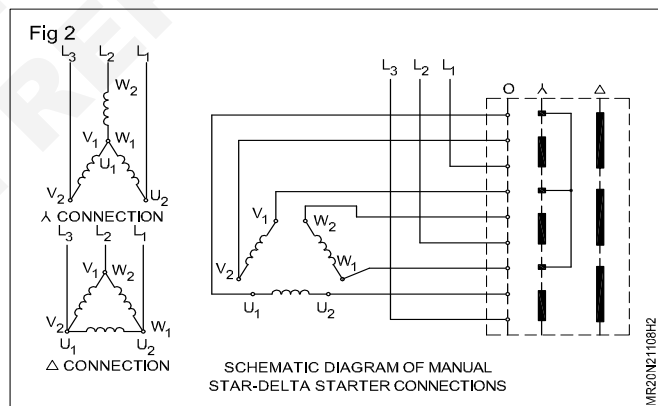 Fig 2
L3 L2 L1
W2
V1 W1
U1
V2 U2
⅄ CONNECTION
L3 L2 L1
V1 W2
V2 W1
U1 U2
△ CONNECTION
L3 L2 L1
O ⅄ △
V1 W2
V2 W1
U1 U2
SCHEMATIC DIAGRAM OF MANUAL
STAR-DELTA STARTER CONNECTIONS
MR20N21108H2